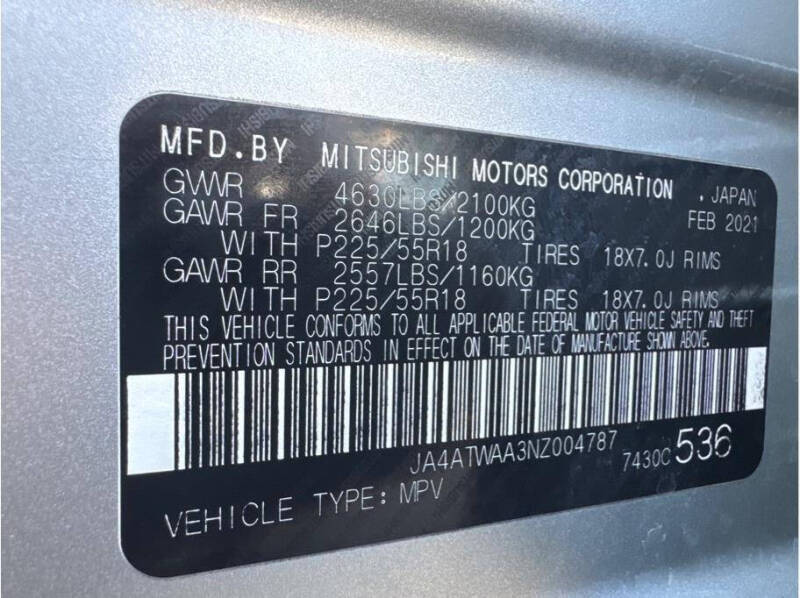 MFD.BY MITSUBISHI MOTORS CORPORATION , JAPAN
GVWR 4630LBS/2100KG FEB 2021
GAWR FR 2646LBS/1200KG
WITH P225/55R18 TIRES 18X7.0J RIMS
GAWR RR 2557LBS/1160KG
WITH P225/55R18 TIRES 18X7.0J RIMS
THIS VEHICLE CONFORMS TO ALL APPLICABLE FEDERAL MOTOR VEHICLE SAFETY AND THEFT
PREVENTION STANDARDS IN EFFECT ON THE DATE OF MANUFACTURE SHOWN ABOVE.
JA4ATWAA3NZ004787 7430C 536
VEHICLE TYPE: MPV